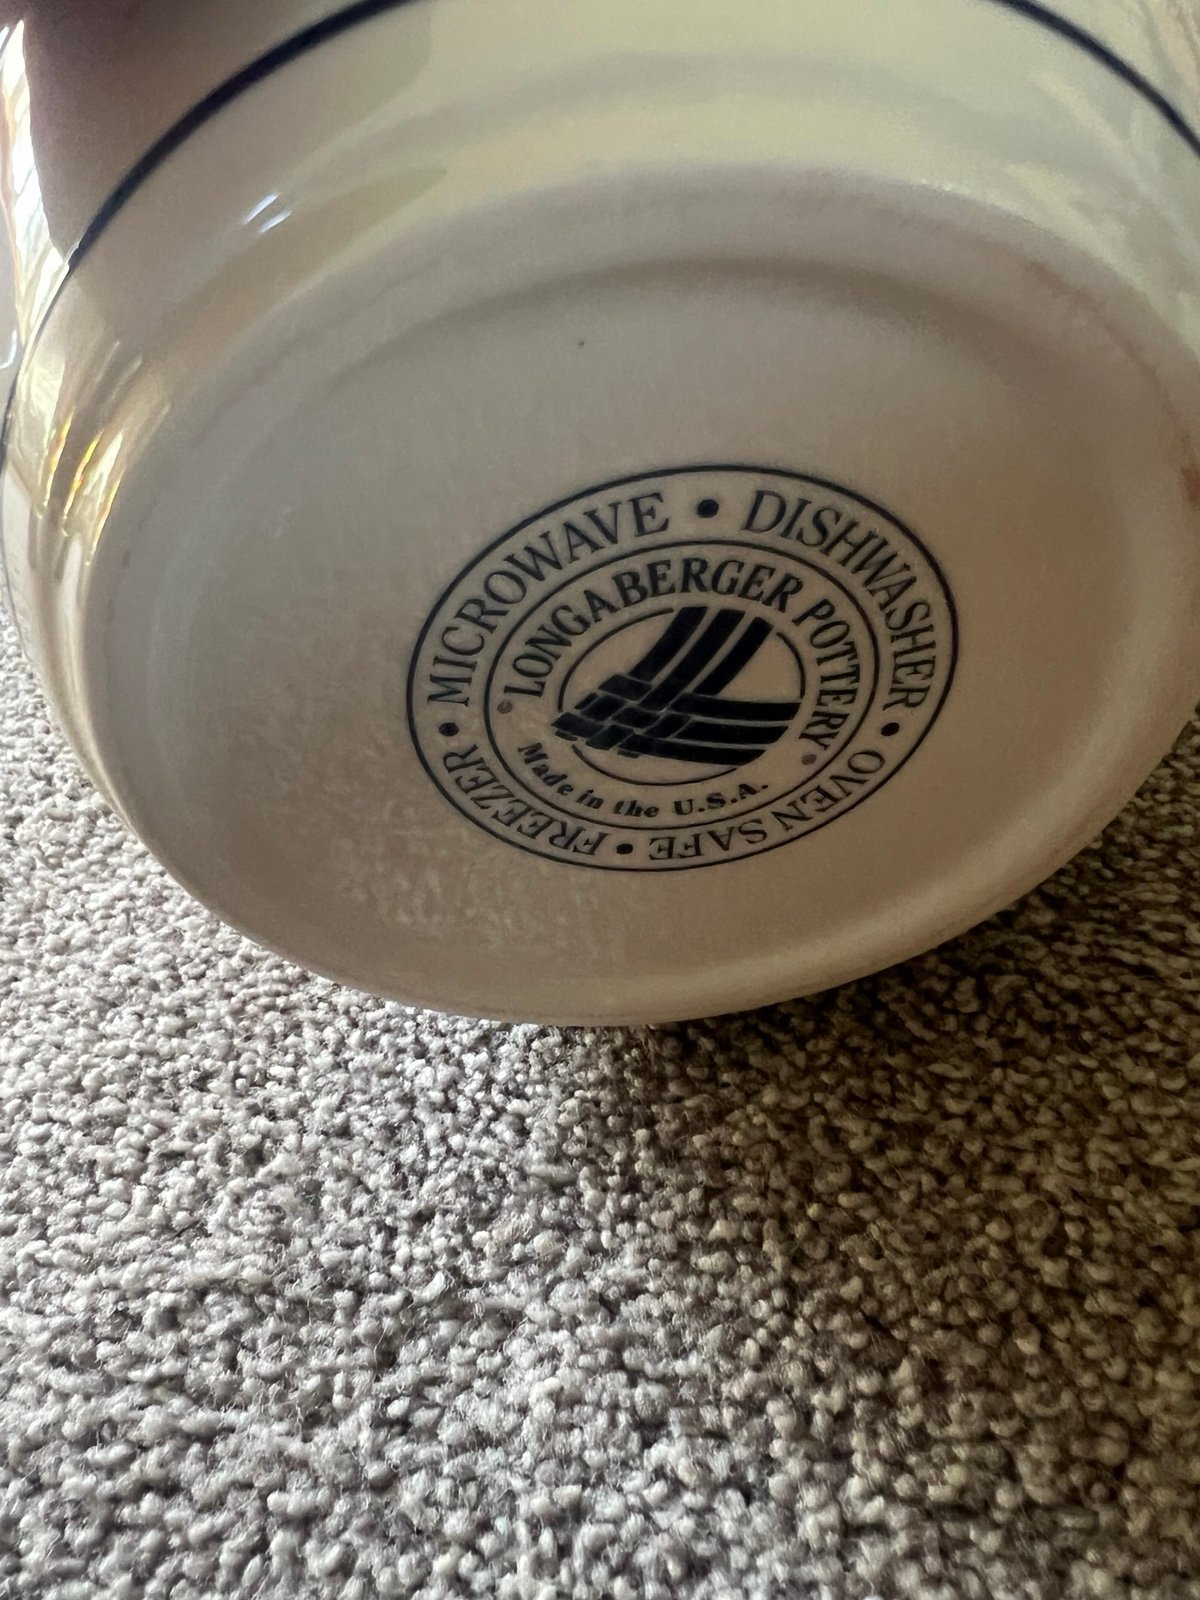 MICROWAVE • DISHWASHER • OVEN SAFE • FREEZER •
• LONGABERGER POTTERY •
Made in the U.S.A.